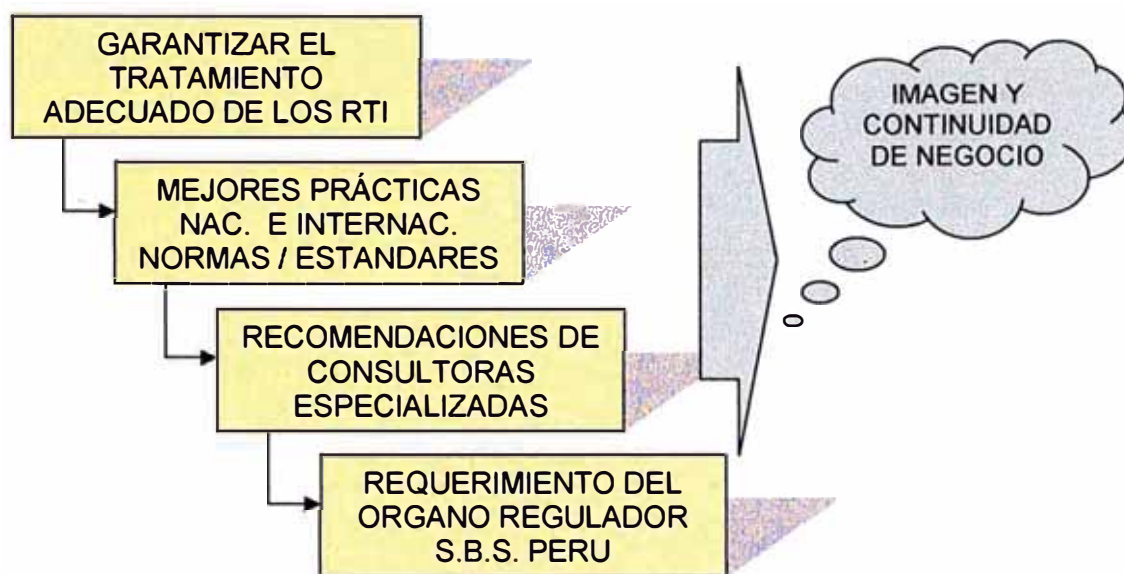 GARANTIZAR EL
TRATAMIENTO
ADECUADO DE LOS RTI
MEJORES PRÁCTICAS
NAC. E INTERNAC.
NORMAS / ESTANDARES
RECOMENDACIONES DE
CONSULTORAS
ESPECIALIZADAS
REQUERIMIENTO DEL
ORGANO REGULADOR
S.B.S. PERU
IMAGEN Y
CONTINUIDAD
DE NEGOCIO